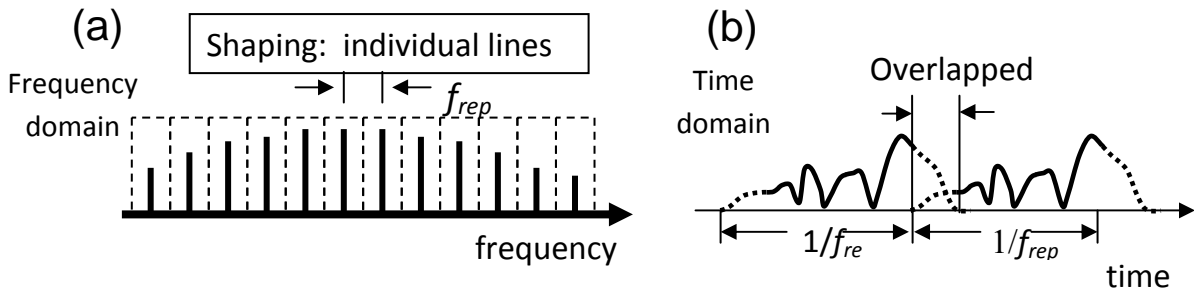 (a)
Shaping: individual lines
Frequency
domain
f_rep
frequency
(b)
Time
domain
Overlapped
1/f_re
1/f_rep
time